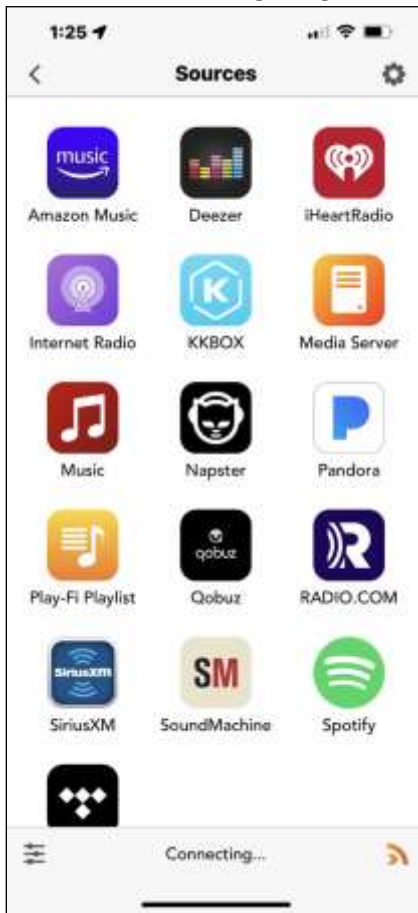 1:25
Sources
music
Amazon Music
Deezer
iHeartRadio
K
Internet Radio
KKBOX
Media Server
Music
Napster
P
Pandora
qobuz
R
Play-Fi Playlist
Qobuz
RADIO.COM
SiriusXM
SM
SiriusXM
SoundMachine
Spotify
Connecting...